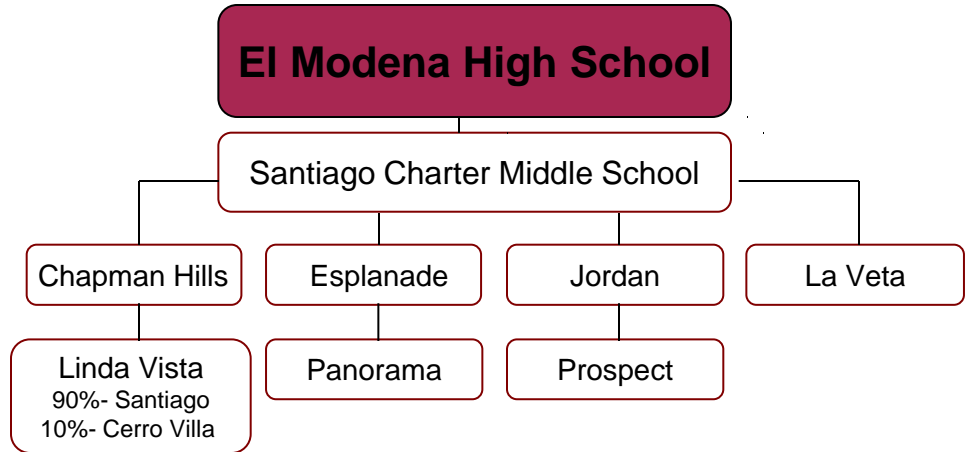 El Modena High School
Santiago Charter Middle School
Chapman Hills
Esplanade
Jordan
La Veta
Linda Vista
90%- Santiago
10%- Cerro Villa
Panorama
Prospect